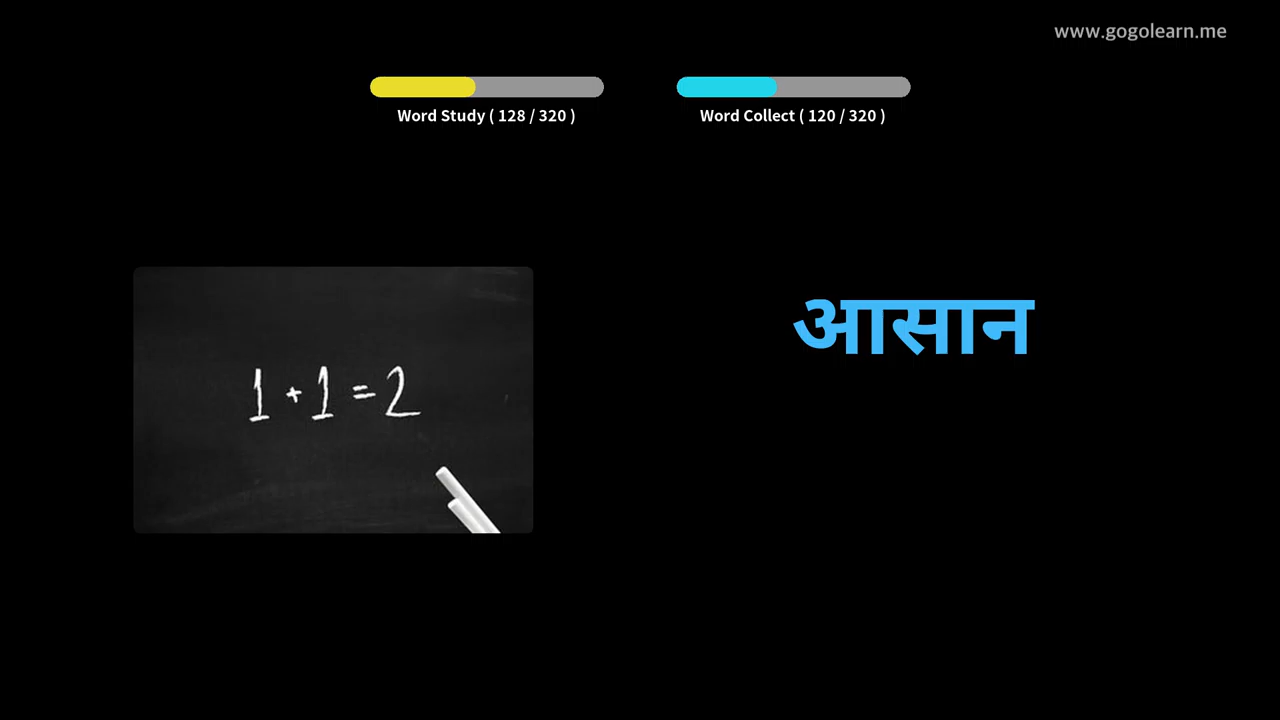 www.gogolearn.me
Word Study ( 128 / 320 )
Word Collect ( 120 / 320 )
1 + 1 = 2
आसान